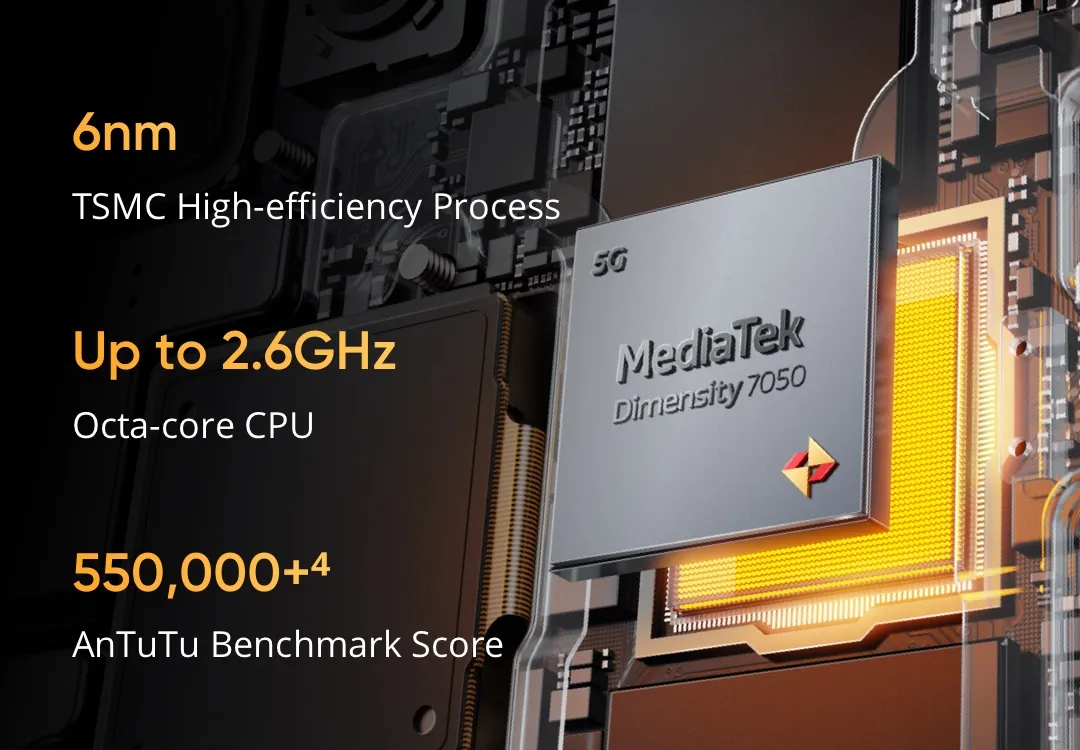 6nm
TSMC High-efficiency Process
Up to 2.6GHz
Octa-core CPU
550,000+⁴
AnTuTu Benchmark Score
5G
MediaTek
Dimensity 7050